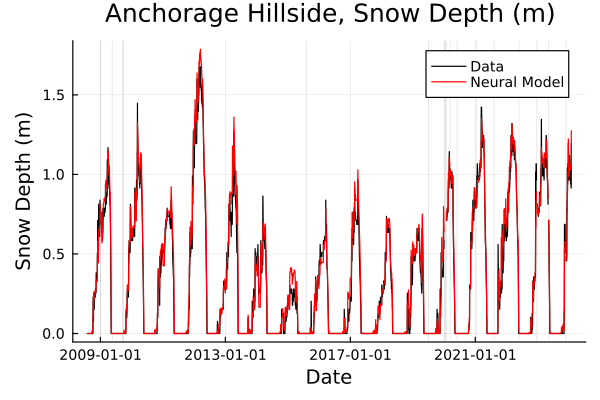 Anchorage Hillside, Snow Depth (m)
Data
Neural Model
Snow Depth (m)
1.5
1.0
0.5
0.0
2009-01-01 2013-01-01 2017-01-01 2021-01-01
Date